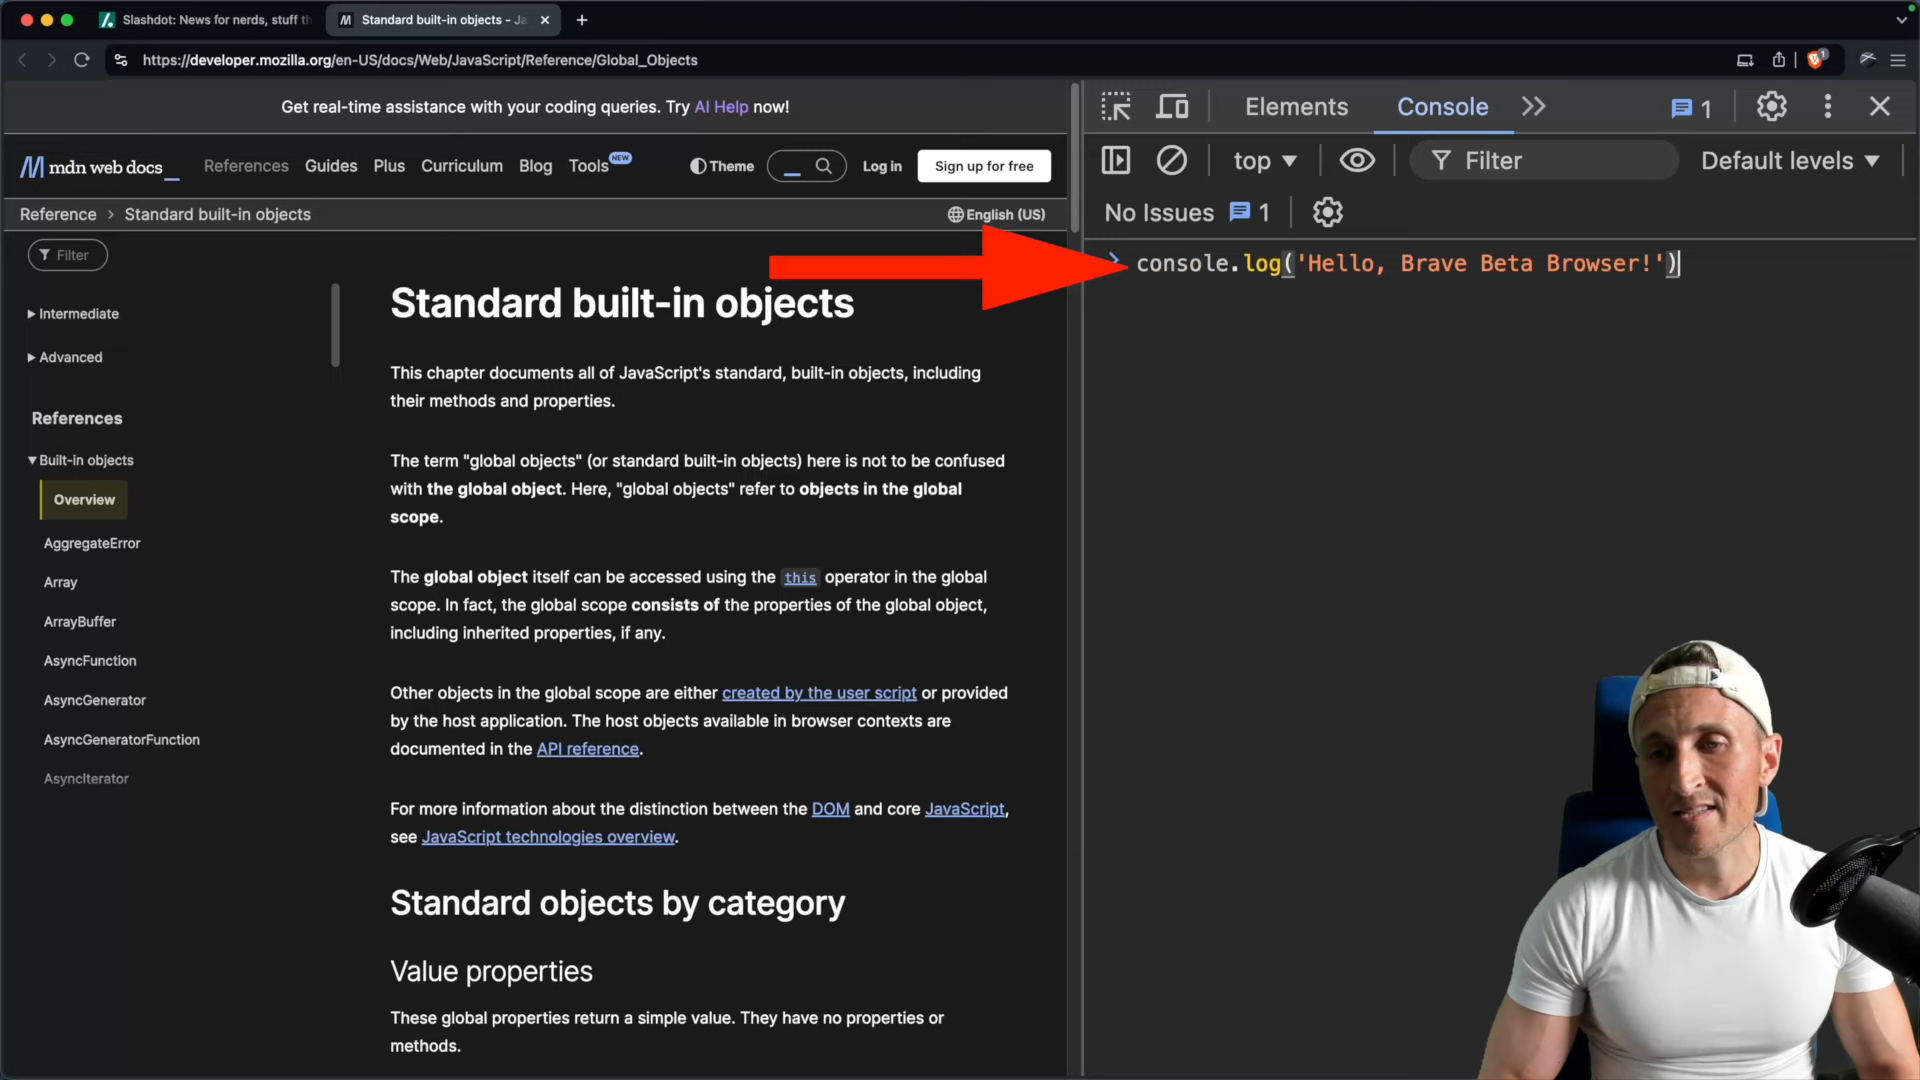 Slashdot: News for nerds, stuff th
Standard built-in objects - Ja
https://developer.mozilla.org/en-US/docs/Web/JavaScript/Reference/Global_Objects
1
Get real-time assistance with your coding queries. Try AI Help now!
mdn web docs_
References Guides Plus Curriculum Blog Tools NEW
Theme
Log in
Sign up for free
Reference > Standard built-in objects
English (US)
Filter
Intermediate
Advanced
References
Built-in objects
Overview
AggregateError
Array
ArrayBuffer
AsyncFunction
AsyncGenerator
AsyncGeneratorFunction
AsyncIterator
Standard built-in objects
This chapter documents all of JavaScript's standard, built-in objects, including
their methods and properties.
The term "global objects" (or standard built-in objects) here is not to be confused
with the global object. Here, "global objects" refer to objects in the global
scope.
The global object itself can be accessed using the this operator in the global
scope. In fact, the global scope consists of the properties of the global object,
including inherited properties, if any.
Other objects in the global scope are either created by the user script or provided
by the host application. The host objects available in browser contexts are
documented in the API reference.
For more information about the distinction between the DOM and core JavaScript,
see JavaScript technologies overview.
Standard objects by category
Value properties
These global properties return a simple value. They have no properties or
methods.
Elements Console 1
top Filter Default levels
No Issues 1
console.log('Hello, Brave Beta Browser!')